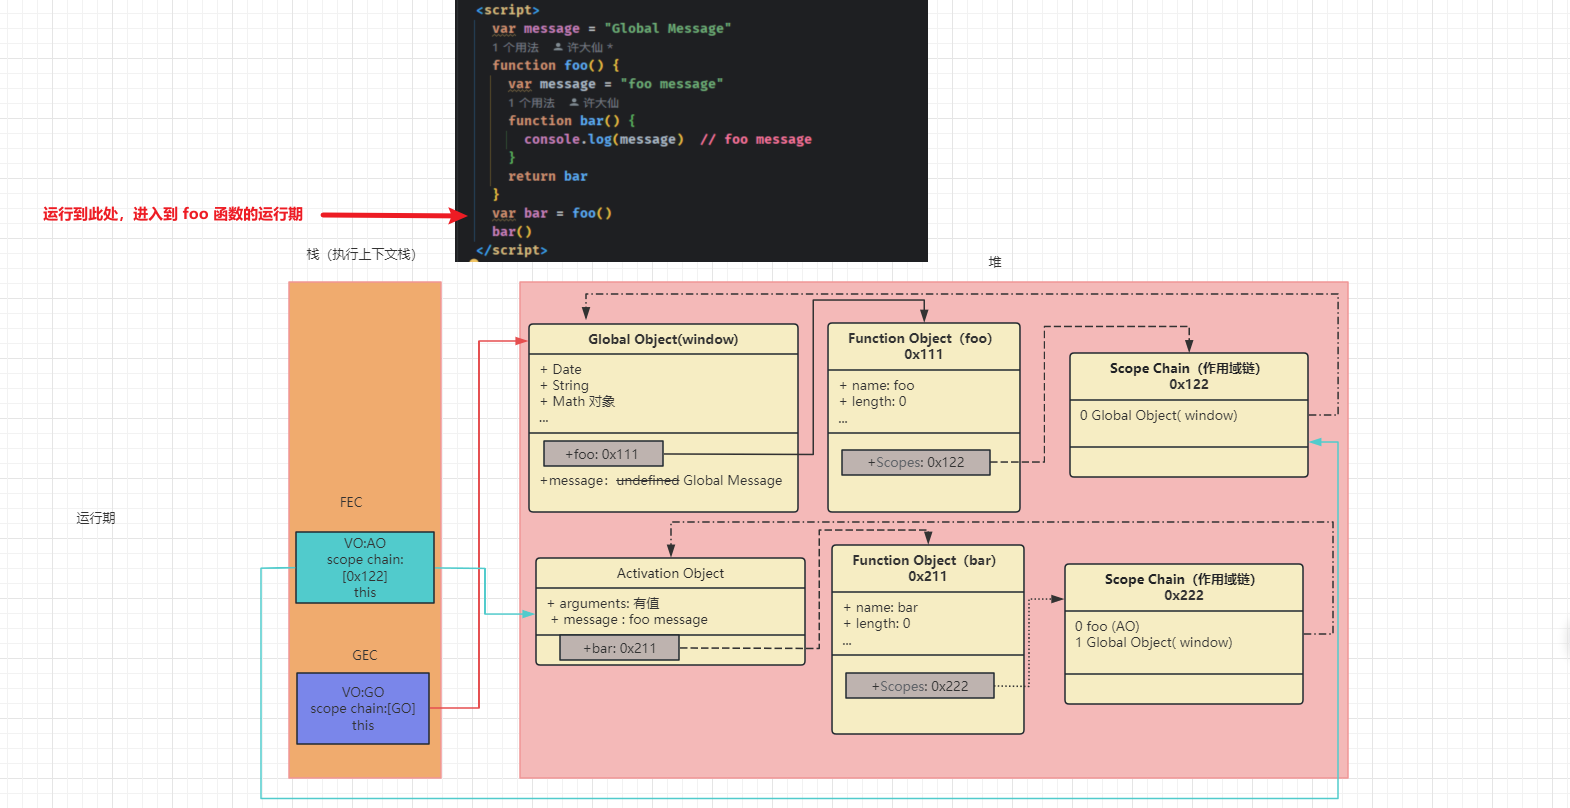 <script>
var message = "Global Message"
1 个用法 许大仙 *
function foo() {
var message = "foo message"
1 个用法 许大仙
function bar() {
console.log(message) // foo message
}
return bar
}
var bar = foo()
bar()
</script>
运行到此处，进入到 foo 函数的运行期
栈（执行上下文栈）
堆
运行期
FEC
VO:AO
scope chain:
[0x122]
this
GEC
VO:GO
scope chain:[GO]
this
Global Object(window)
+ Date
+ String
+ Math 对象
...
+foo: 0x111
+message： undefined Global Message
Function Object（foo）
0x111
+ name: foo
+ length: 0
...
+Scopes: 0x122
Scope Chain（作用域链）
0x122
0 Global Object( window)
Activation Object
+ arguments: 有值
+ message : foo message
+bar: 0x211
Function Object（bar）
0x211
+ name: bar
+ length: 0
...
+Scopes: 0x222
Scope Chain（作用域链）
0x222
0 foo (AO)
1 Global Object( window)